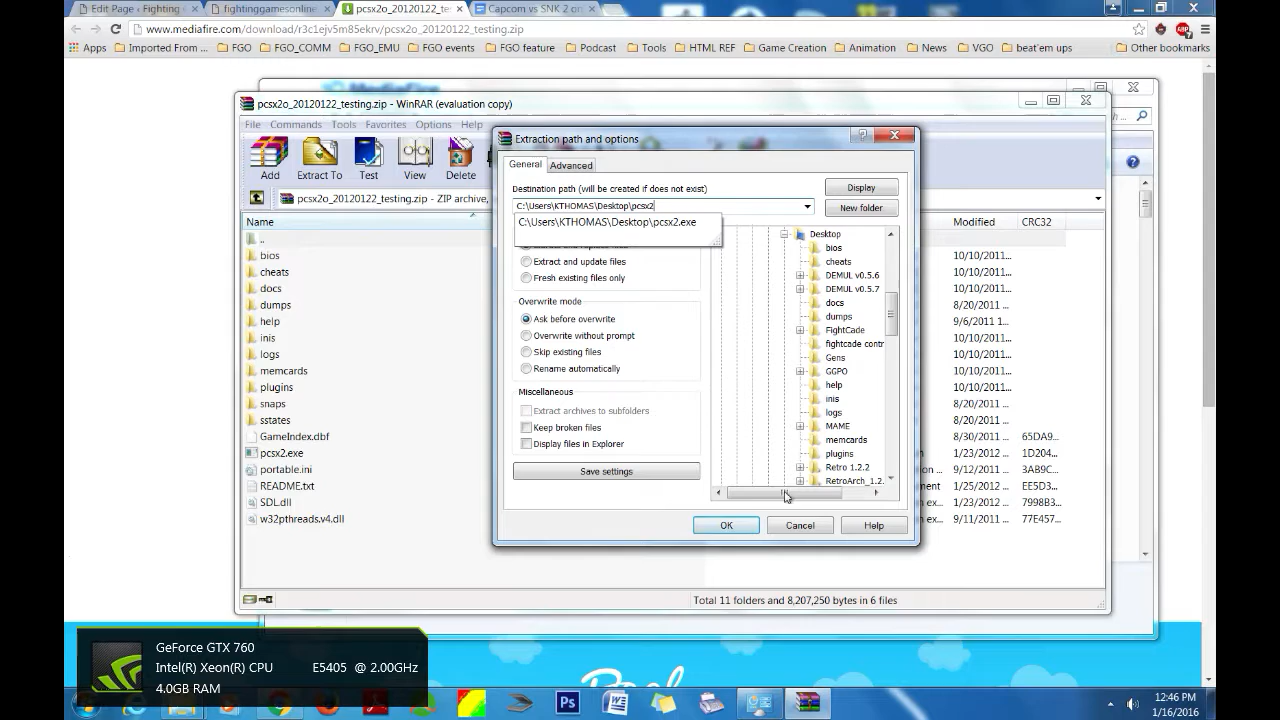 Edit Page ‹ Fighting
fightinggamesonline
pcsx2o_20120122_te
Capcom vs SNK 2 on
www.mediafire.com/download/r3c1ejv5m85ekrv/pcsx2o_20120122_testing.zip
Apps
Imported From ...
FGO
FGO_COMM
FGO_EMU
FGO events
FGO feature
Podcast
Tools
HTML REF
Game Creation
Animation
News
VGO
beat'em ups
Other bookmarks
MediaFire
pcsx2o_20120122_testing.zip - WinRAR (evaluation copy)
File Commands Tools Favorites Options Help
Add
Extract To
Test
View
Delete
pcsx2o_20120122_testing.zip - ZIP archive,
Name
Modified
CRC32
..
bios
10/10/2011...
cheats
10/10/2011...
docs
10/10/2011...
dumps
8/20/2011 ...
help
9/6/2011 1...
inis
10/10/2011...
logs
10/10/2011...
memcards
10/10/2011...
plugins
10/10/2011...
snaps
8/20/2011 ...
sstates
8/20/2011 ...
GameIndex.dbf
8/30/2011 ...
65DA9...
pcsx2.exe
1/23/2012 ...
1D204...
portable.ini
9/15/2012 ...
3AB9C...
README.txt
1/25/2012 ...
EE5D3...
SDL.dll
1/25/2012 ...
7998B3...
w32pthreads.v4.dll
9/11/2011 ...
77E457...
Total 11 folders and 8,207,250 bytes in 6 files
Extraction path and options
General
Advanced
Destination path (will be created if does not exist)
Display
C:\Users\KTHOMAS\Desktop\pcsx2
New folder
C:\Users\KTHOMAS\Desktop\pcsx2.exe
Extract and update files
Fresh existing files only
Overwrite mode
Ask before overwrite
Overwrite without prompt
Skip existing files
Rename automatically
Miscellaneous
Extract archives to subfolders
Keep broken files
Display files in Explorer
Save settings
Desktop
bios
cheats
DEMUL v0.5.6
DEMUL v0.5.7
docs
dumps
FightCade
fightcade contr
Gens
GGPO
help
inis
logs
MAME
memcards
plugins
Retro 1.2.2
RetroArch_1.2.
OK
Cancel
Help
GeForce GTX 760
Intel(R) Xeon(R) CPU E5405 @ 2.00GHz
4.0GB RAM
Ps
12:46 PM
1/16/2016